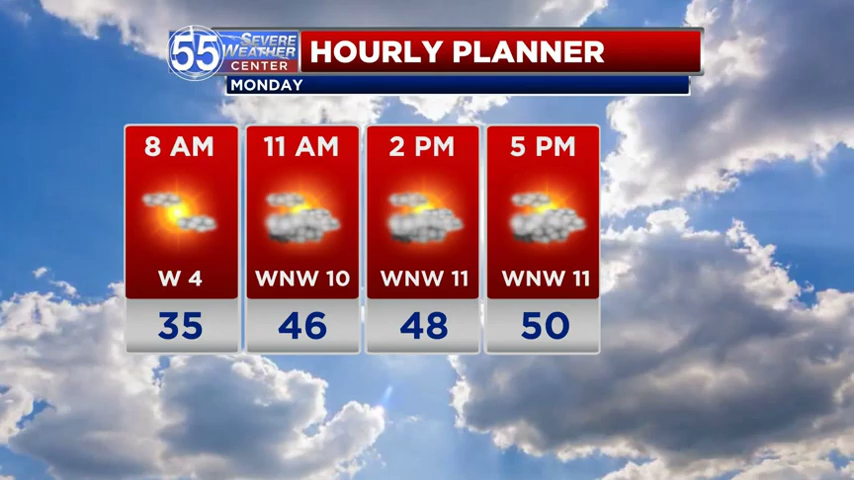 55 SEVERE WEATHER CENTER
HOURLY PLANNER
MONDAY
8 AM 11 AM 2 PM 5 PM
W 4 WNW 10 WNW 11 WNW 11
35 46 48 50